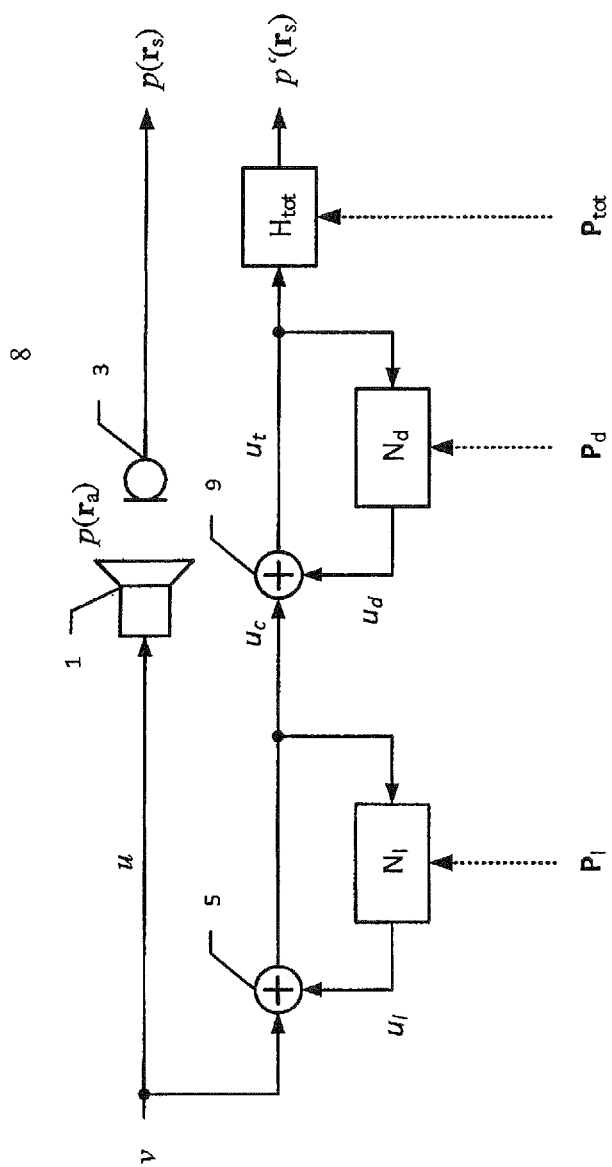 8
v
u
1
p(r_a)
3
p(r_s)
5
u_l
N_l
P_l
u_c
9
u_d
u_t
N_d
P_d
H_tot
p‘(r_s)
P_tot